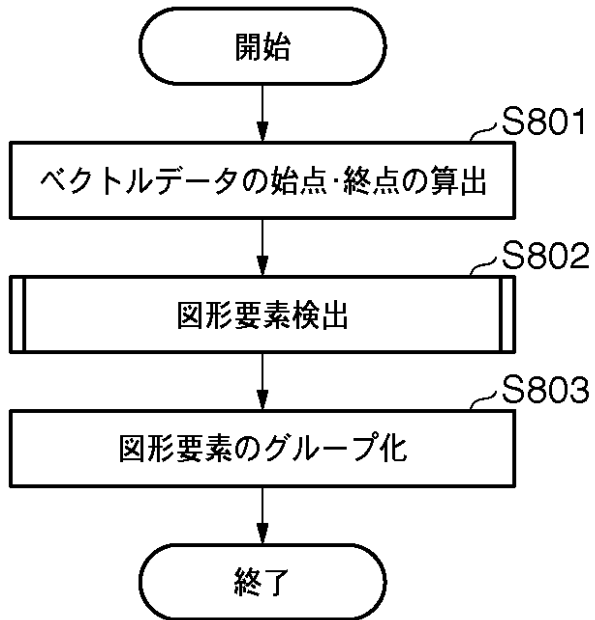 開始
S801
ベクトルデータの始点・終点の算出
S802
図形要素検出
S803
図形要素のグループ化
終了